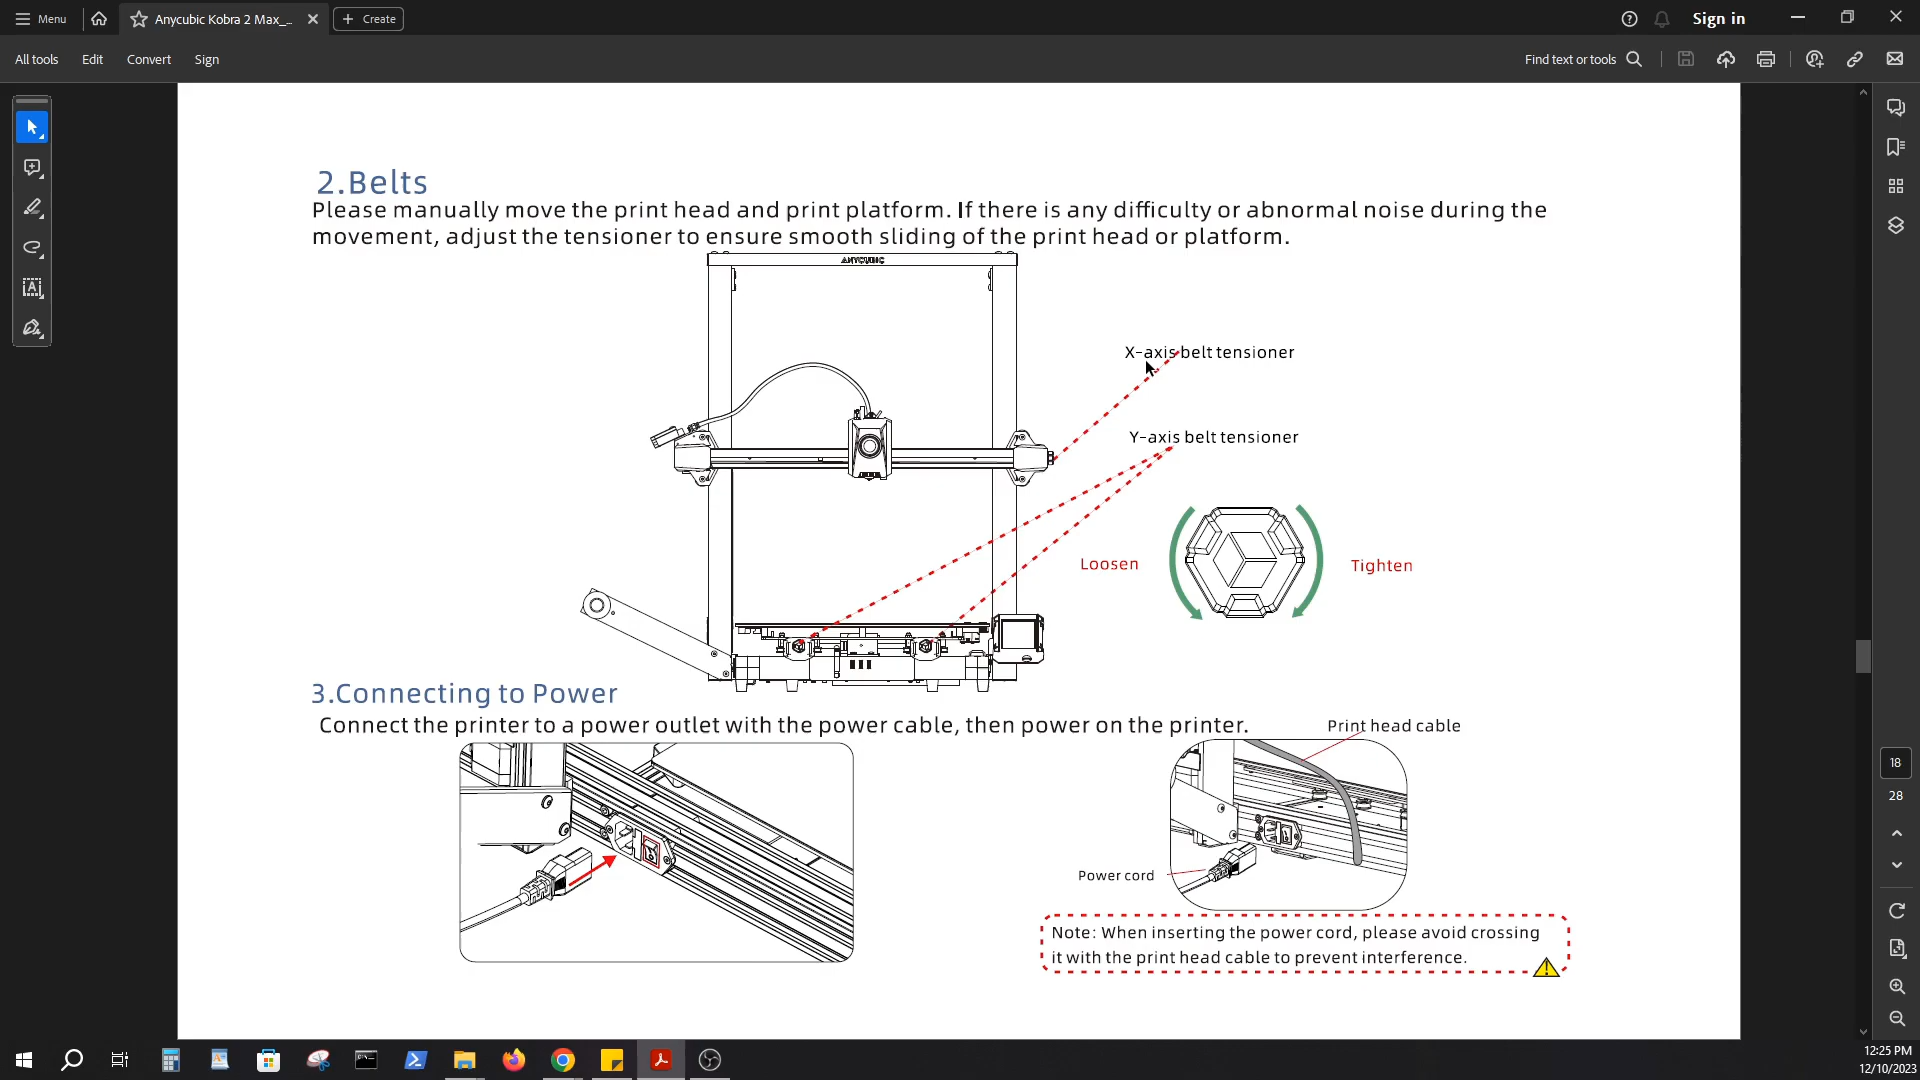 Menu
Anycubic Kobra 2 Max_...
Create
Sign in
All tools
Edit
Convert
Sign
Find text or tools
2.Belts
Please manually move the print head and print platform. If there is any difficulty or abnormal noise during the
movement, adjust the tensioner to ensure smooth sliding of the print head or platform.
ANYCUBIC
X-axis belt tensioner
Y-axis belt tensioner
Loosen
Tighten
3.Connecting to Power
Connect the printer to a power outlet with the power cable, then power on the printer.
Print head cable
Power cord
Note: When inserting the power cord, please avoid crossing
it with the print head cable to prevent interference.
18
28
12:25 PM
12/10/2023